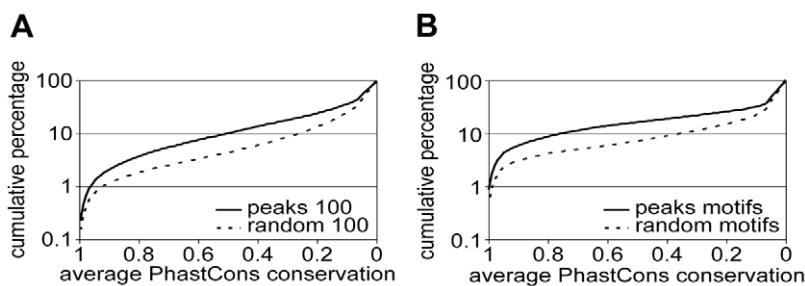 A
cumulative percentage
100
10
1
0.1
peaks 100
random 100
1 0.8 0.6 0.4 0.2 0
average PhastCons conservation
B
cumulative percentage
100
10
1
0.1
peaks motifs
random motifs
1 0.8 0.6 0.4 0.2 0
average PhastCons conservation